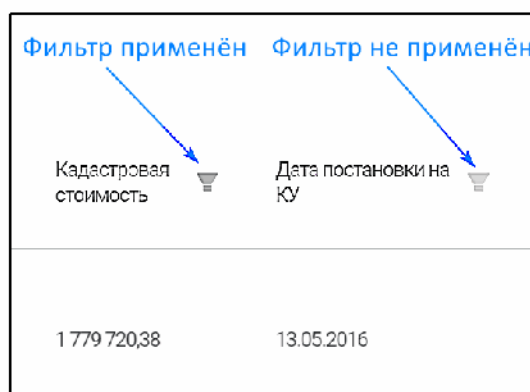 Фильтр применён Фильтр не применён
Кадастровая Дата постановки на
стоимость КУ
1 779 720,38 13.05.2016